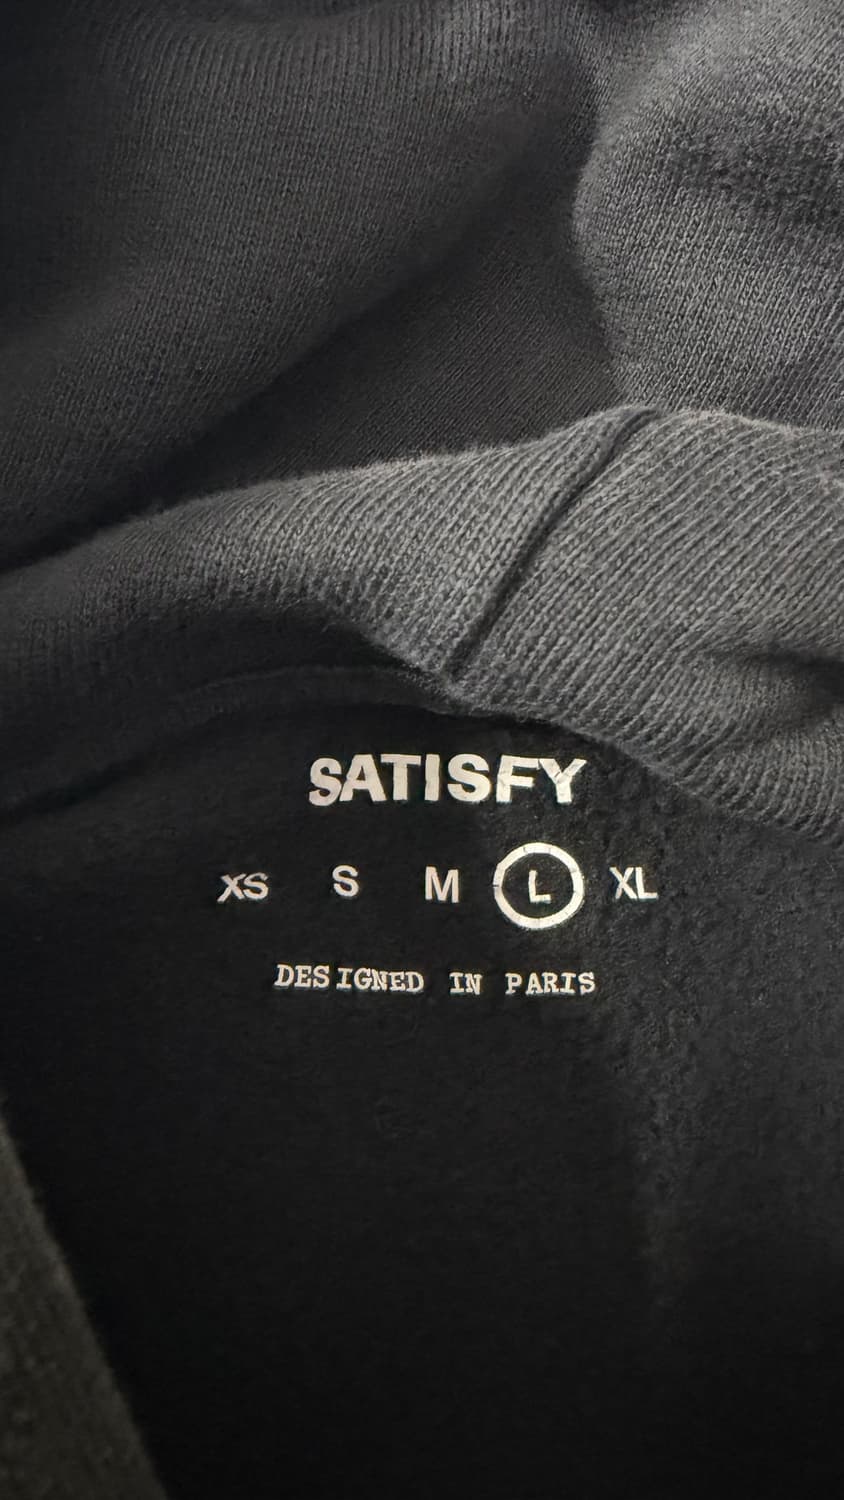 SATISFY
XS S M L XL
DESIGNED IN PARIS